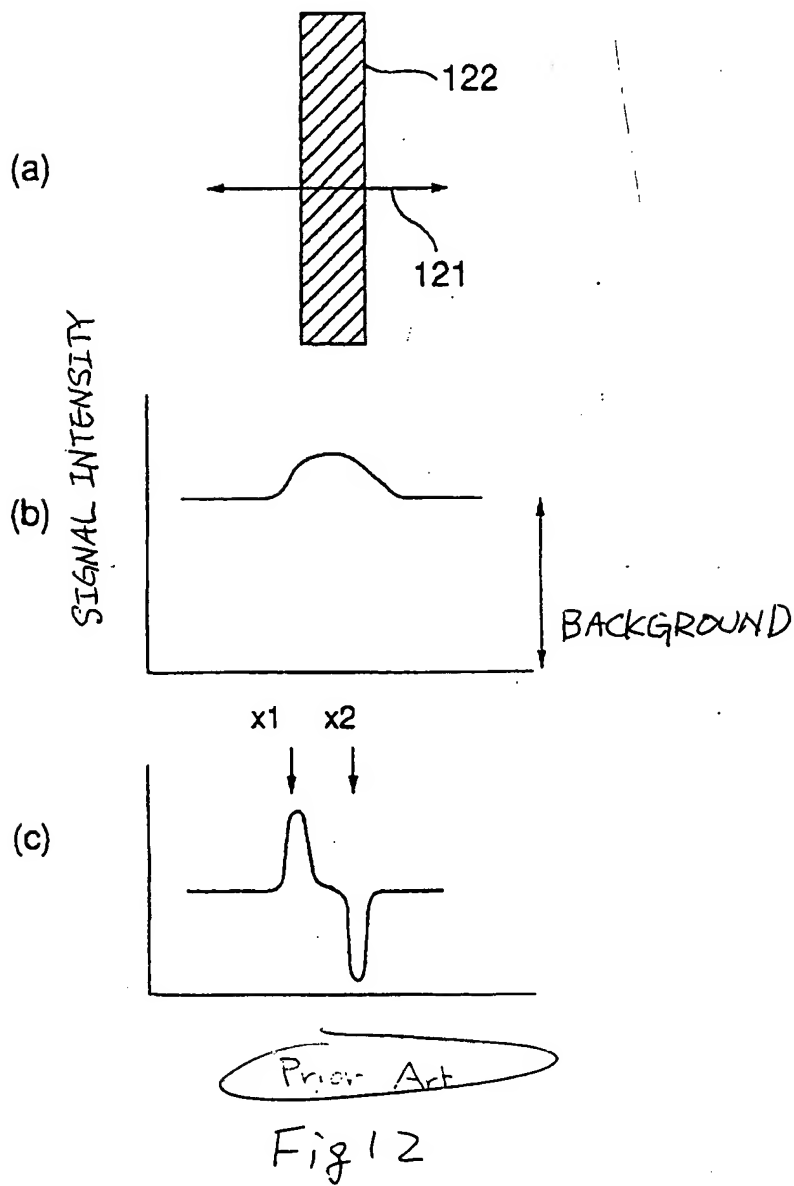 122
(a)
121
SIGNAL INTENSITY
(b)
BACKGROUND
x1 x2
(c)
Prior Art
Fig 12